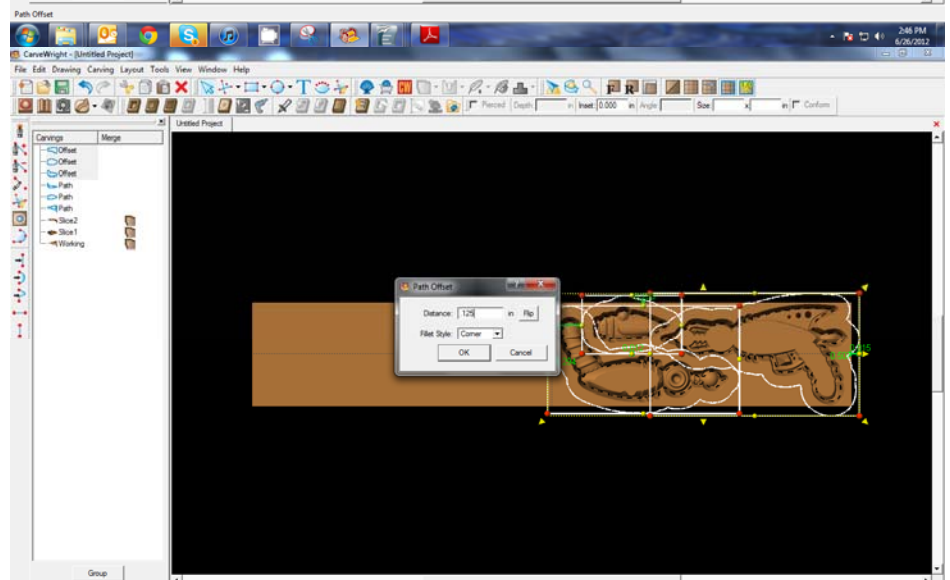 Path Offset
2:46 PM
6/26/2012
CarveWright - [Untitled Project]
File Edit Drawing Carving Layout Tools View Window Help
Pierced Depth in Inset 0.000 in Angle Size x in Conform
Untitled Project
Carvings Merge
Offset
Offset
Offset
Path
Path
Path
Slice2
Slice1
Working
Path Offset
Distance: .125 in Flip
Fillet Style: Corner
OK Cancel
Group